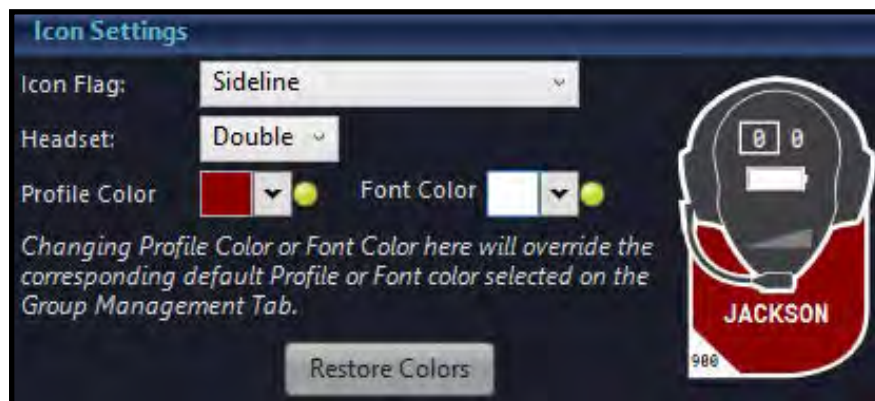 Icon Settings
Icon Flag: Sideline
Headset: Double
Profile Color Font Color
Changing Profile Color or Font Color here will override the
corresponding default Profile or Font color selected on the
Group Management Tab.
Restore Colors
0 0
JACKSON
900